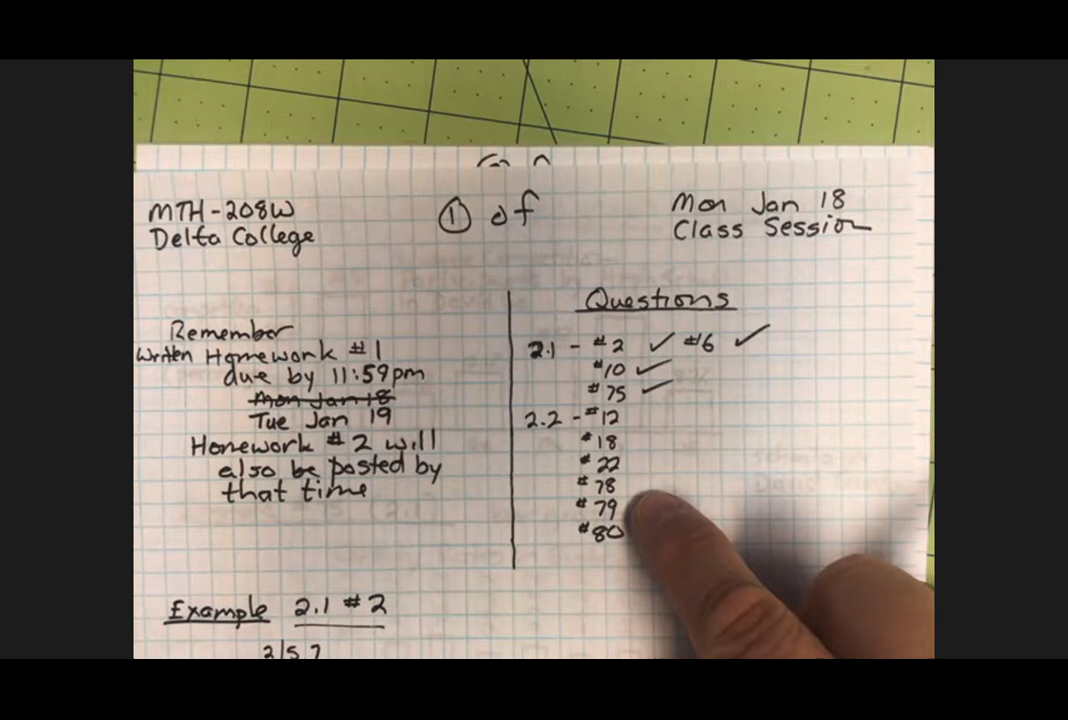 MTH-208W
Delta College
① of
Mon Jan 18
Class Session
Remember
Written Homework #1
due by 11:59pm
Mon Jan 18
Tue Jan 19
Homework #2 will
also be posted by
that time
Questions
2.1 - #2 ✓ #6 ✓
#10 ✓
#75 ✓
2.2 - #12
#18
#22
#78
#79
#80
Example 2.1 #2